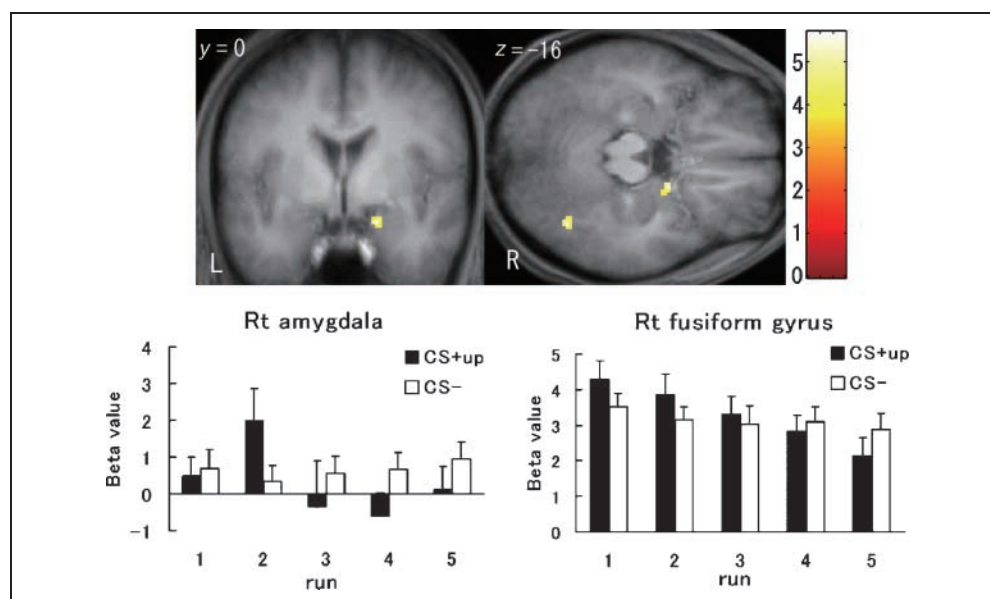 y = 0
z = -16
L
R
5
4
3
2
1
0
Rt amygdala
4
3
2
1
0
-1
Beta value
CS+up
CS-
1 2 3 4 5
run
Rt fusiform gyrus
5
4
3
2
1
0
Beta value
CS+up
CS-
1 2 3 4 5
run